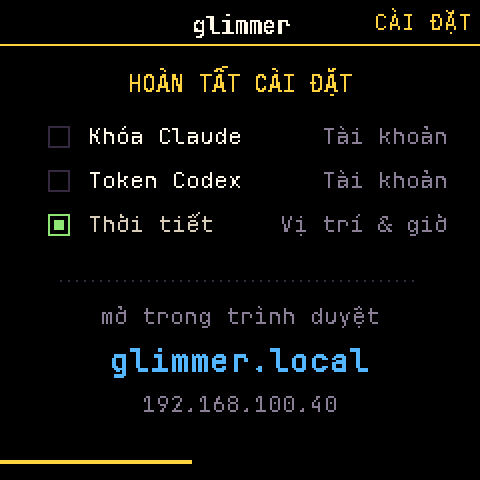 glimmer CÀI ĐẶT
HOÀN TẤT CÀI ĐẶT
Khóa Claude Tài khoản
Token Codex Tài khoản
Thời tiết Vị trí & giờ
mở trong trình duyệt
glimmer.local
192.168.100.40